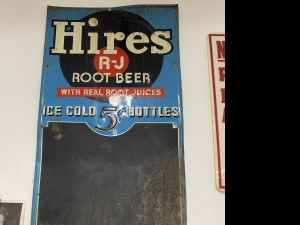 Hires
R-J
ROOT BEER
WITH REAL ROOT JUICES
ICE COLD 5¢ BOTTLES